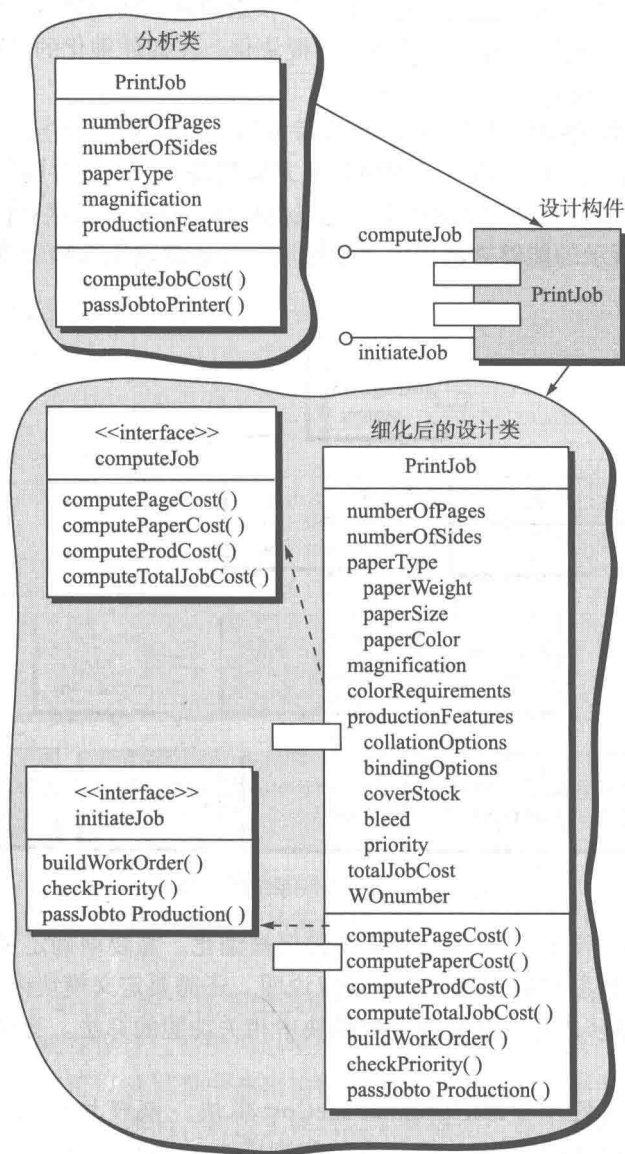 分析类
PrintJob
numberOfPages
numberOfSides
paperType
magnification
productionFeatures
computeJobCost( )
passJobtoPrinter( )
设计构件
computeJob
PrintJob
initiateJob
<<interface>>
computeJob
computePageCost( )
computePaperCost( )
computeProdCost( )
computeTotalJobCost( )
<<interface>>
initiateJob
buildWorkOrder( )
checkPriority( )
passJobto Production( )
细化后的设计类
PrintJob
numberOfPages
numberOfSides
paperType
paperWeight
paperSize
paperColor
magnification
colorRequirements
productionFeatures
collationOptions
bindingOptions
coverStock
bleed
priority
totalJobCost
WOnumber
computePageCost( )
computePaperCost( )
computeProdCost( )
computeTotalJobCost( )
buildWorkOrder( )
checkPriority( )
passJobto Production( )